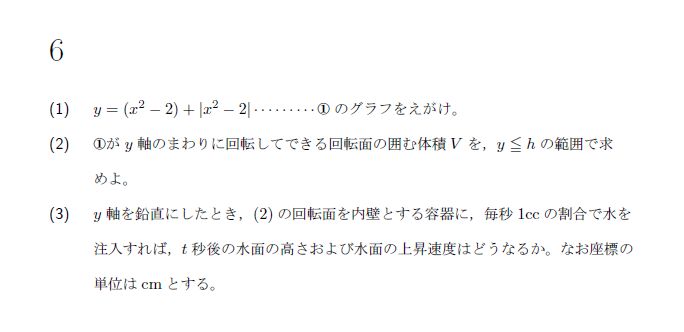 6
(1) y = (x² − 2) + |x² − 2| ········· ① のグラフをえがけ。
(2) ①が y 軸のまわりに回転してできる回転面の囲む体積 V を，y ≦ h の範囲で求
めよ。
(3) y 軸を鉛直にしたとき，(2) の回転面を内壁とする容器に，毎秒 1cc の割合で水を
注入すれば，t 秒後の水面の高さおよび水面の上昇速度はどうなるか。なお座標の
単位は cm とする。